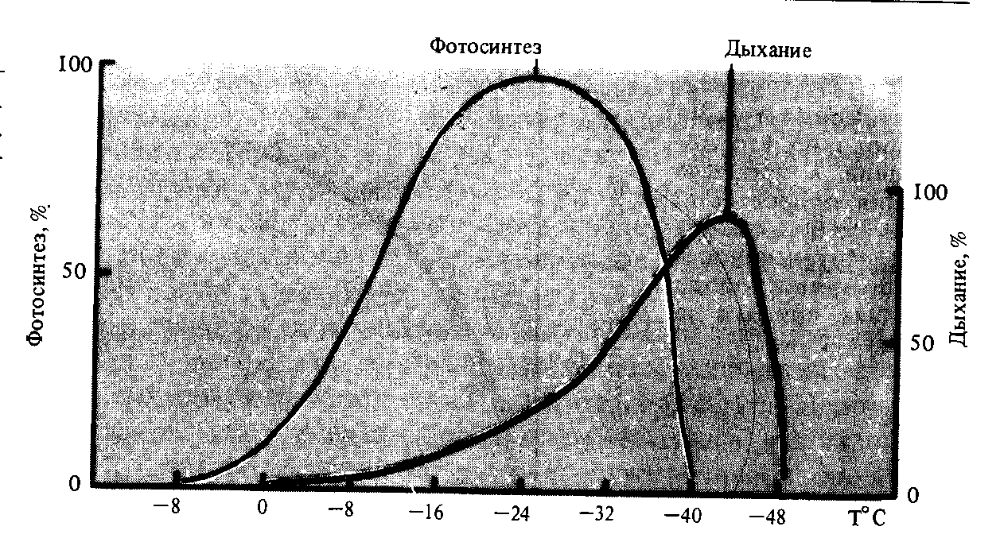 Фотосинтез
Дыхание
100
50
0
Фотосинтез, %
100
50
0
Дыхание, %
−8
0
−8
−16
−24
−32
−40
−48
T°C